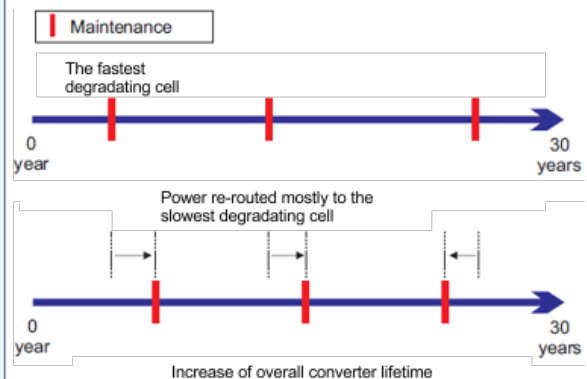 Maintenance
The fastest
degradating cell
0
year
30
years
Power re-routed mostly to the
slowest degradating cell
0
year
30
years
Increase of overall converter lifetime